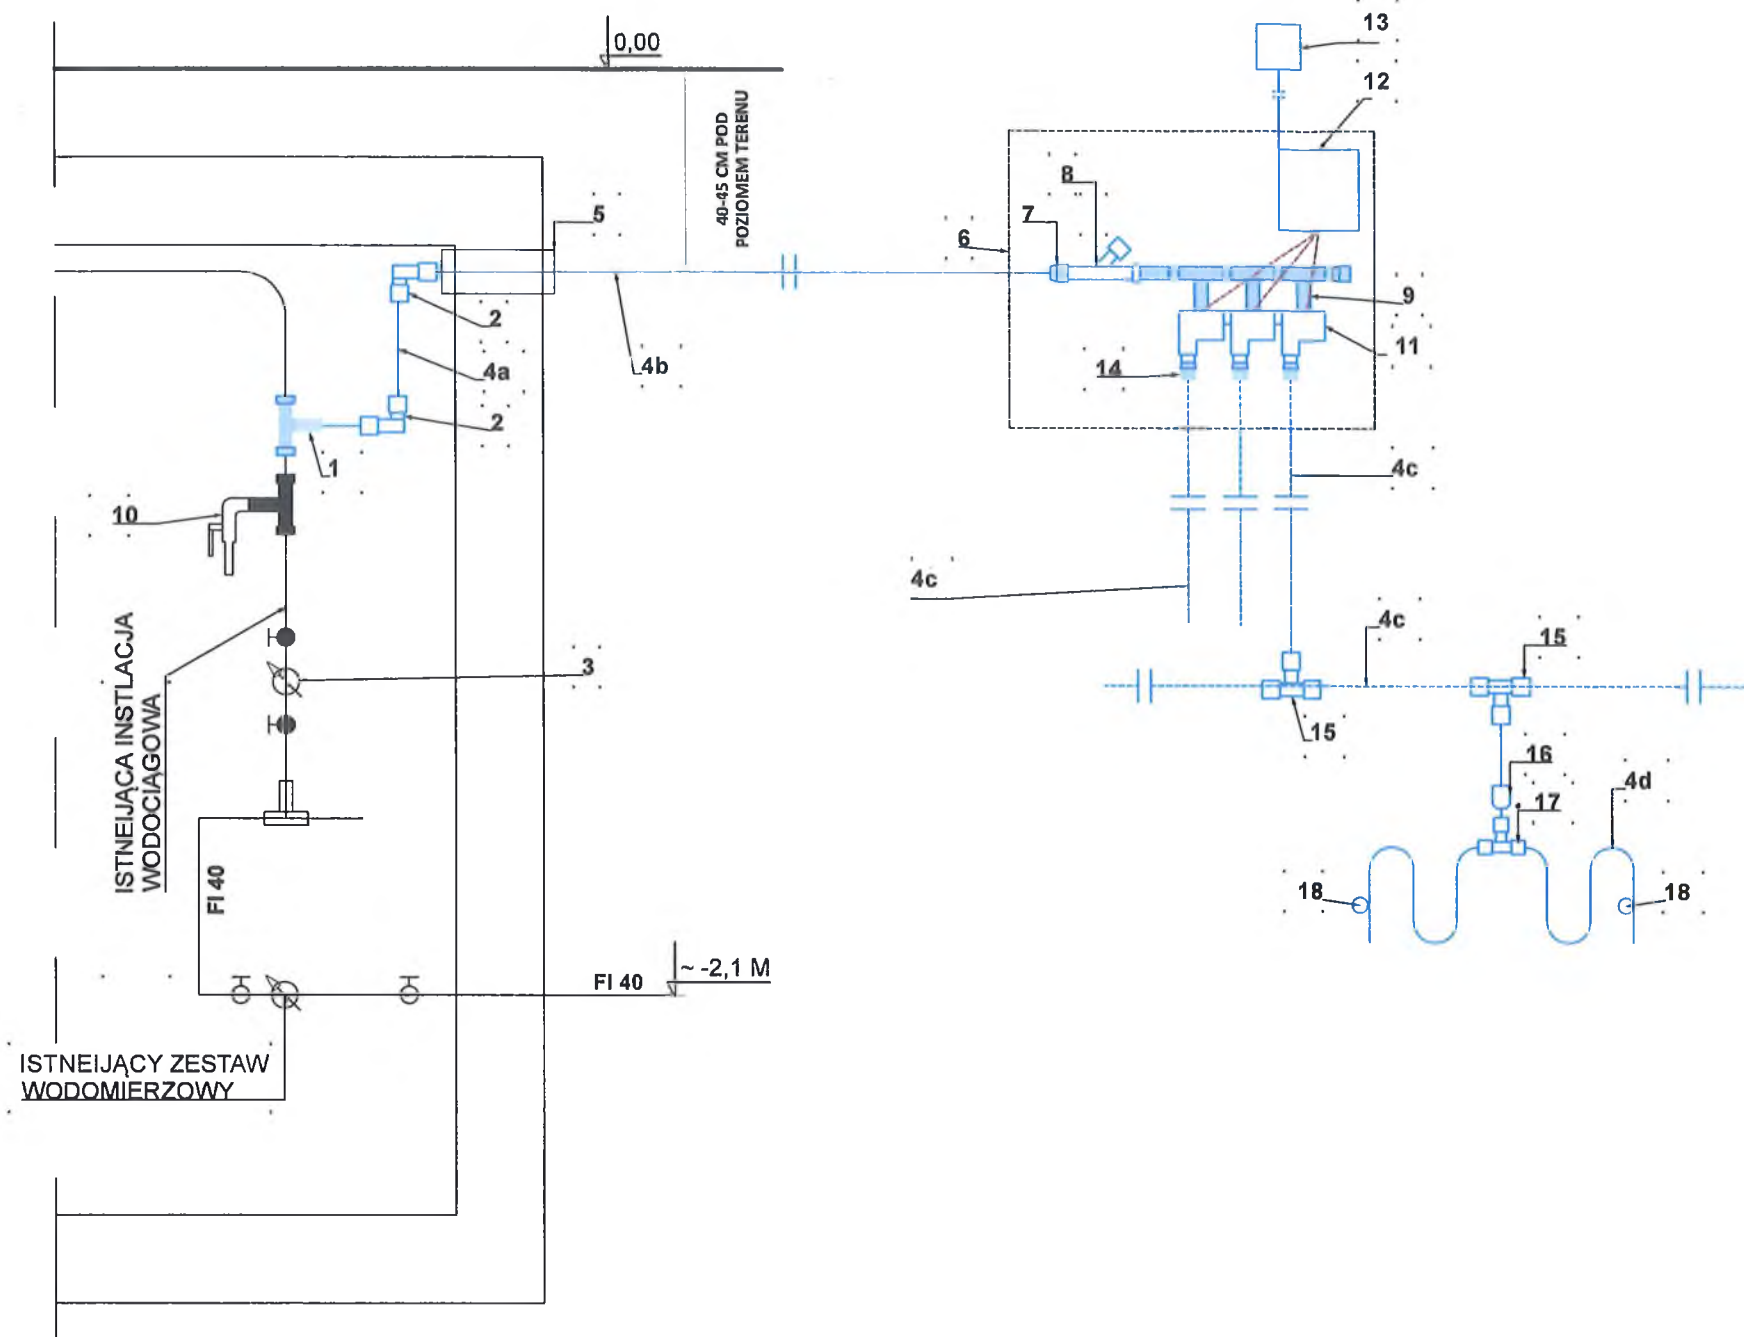 0,00
13
12
40-45 CM POD
POZIOMEM TERENU
8
5
7
6
9
2
4b
11
4a
14
2
1
4c
10
4c
4c
15
3
ISTNEIJĄCA INSTLACJA
WODOCIĄGOWA
15
16
4d
17
FI 40
18
18
~ -2,1 M
FI 40
ISTNEIJĄCY ZESTAW
WODOMIERZOWY